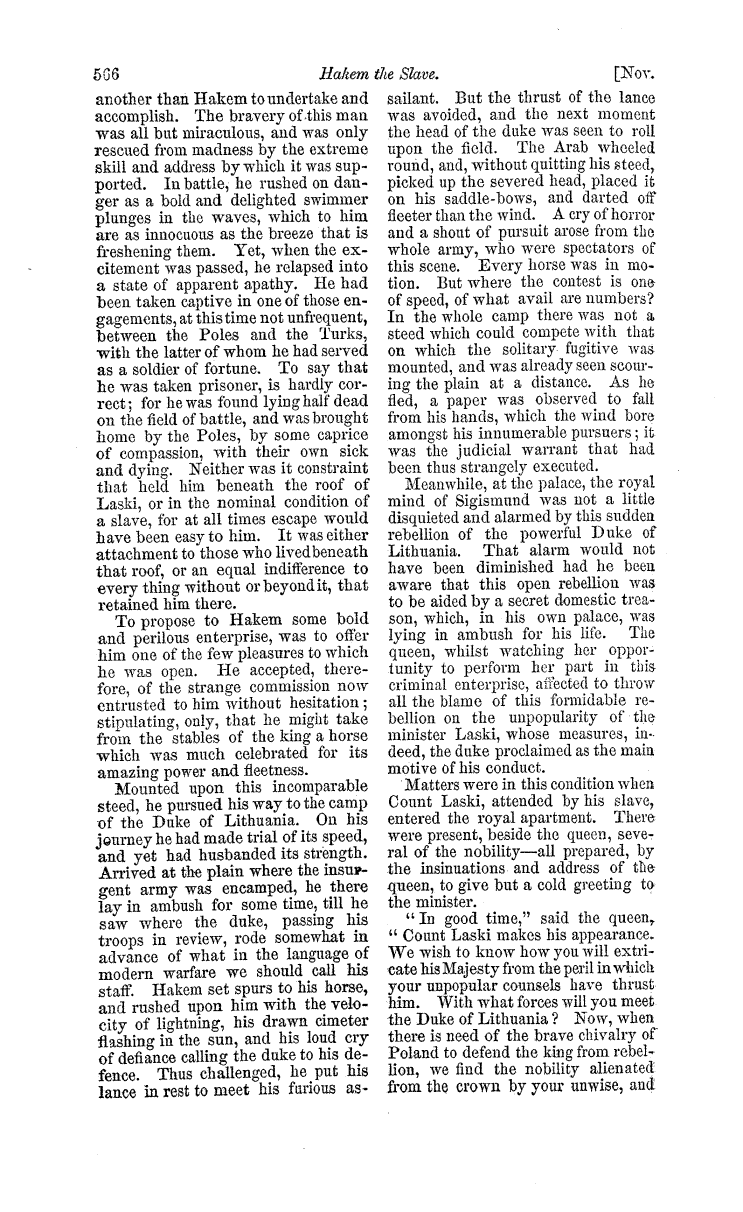 566 Hakem the Slave. [Nov.
another than Hakem to undertake and
accomplish. The bravery of this man
was all but miraculous, and was only
rescued from madness by the extreme
skill and address by which it was sup-
ported. In battle, he rushed on dan-
ger as a bold and delighted swimmer
plunges in the waves, which to him
are as innocuous as the breeze that is
freshening them. Yet, when the ex-
citement was passed, he relapsed into
a state of apparent apathy. He had
been taken captive in one of those en-
gagements, at this time not unfrequent,
between the Poles and the Turks,
with the latter of whom he had served
as a soldier of fortune. To say that
he was taken prisoner, is hardly cor-
rect; for he was found lying half dead
on the field of battle, and was brought
home by the Poles, by some caprice
of compassion, with their own sick
and dying. Neither was it constraint
that held him beneath the roof of
Laski, or in the nominal condition of
a slave, for at all times escape would
have been easy to him. It was either
attachment to those who lived beneath
that roof, or an equal indifference to
every thing without or beyond it, that
retained him there.
To propose to Hakem some bold
and perilous enterprise, was to offer
him one of the few pleasures to which
he was open. He accepted, there-
fore, of the strange commission now
entrusted to him without hesitation;
stipulating, only, that he might take
from the stables of the king a horse
which was much celebrated for its
amazing power and fleetness.
Mounted upon this incomparable
steed, he pursued his way to the camp
of the Duke of Lithuania. On his
journey he had made trial of its speed,
and yet had husbanded its strength.
Arrived at the plain where the insur-
gent army was encamped, he there
lay in ambush for some time, till he
saw where the duke, passing his
troops in review, rode somewhat in
advance of what in the language of
modern warfare we should call his
staff. Hakem set spurs to his horse,
and rushed upon him with the velo-
city of lightning, his drawn cimeter
flashing in the sun, and his loud cry
of defiance calling the duke to his de-
fence. Thus challenged, he put his
lance in rest to meet his furious as-
sailant. But the thrust of the lance
was avoided, and the next moment
the head of the duke was seen to roll
upon the field. The Arab wheeled
round, and, without quitting his steed,
picked up the severed head, placed it
on his saddle-bows, and darted off
fleeter than the wind. A cry of horror
and a shout of pursuit arose from the
whole army, who were spectators of
this scene. Every horse was in mo-
tion. But where the contest is one
of speed, of what avail are numbers?
In the whole camp there was not a
steed which could compete with that
on which the solitary fugitive was
mounted, and was already seen scour-
ing the plain at a distance. As he
fled, a paper was observed to fall
from his hands, which the wind bore
amongst his innumerable pursuers; it
was the judicial warrant that had
been thus strangely executed.
Meanwhile, at the palace, the royal
mind of Sigismund was not a little
disquieted and alarmed by this sudden
rebellion of the powerful Duke of
Lithuania. That alarm would not
have been diminished had he been
aware that this open rebellion was
to be aided by a secret domestic trea-
son, which, in his own palace, was
lying in ambush for his life. The
queen, whilst watching her oppor-
tunity to perform her part in this
criminal enterprise, affected to throw
all the blame of this formidable re-
bellion on the unpopularity of the
minister Laski, whose measures, in-
deed, the duke proclaimed as the main
motive of his conduct.
Matters were in this condition when
Count Laski, attended by his slave,
entered the royal apartment. There
were present, beside the queen, seve-
ral of the nobility—all prepared, by
the insinuations and address of the
queen, to give but a cold greeting to
the minister.
"In good time," said the queen,
"Count Laski makes his appearance.
We wish to know how you will extri-
cate his Majesty from the peril in which
your unpopular counsels have thrust
him. With what forces will you meet
the Duke of Lithuania? Now, when
there is need of the brave chivalry of
Poland to defend the king from rebel-
lion, we find the nobility alienated
from the crown by your unwise, and